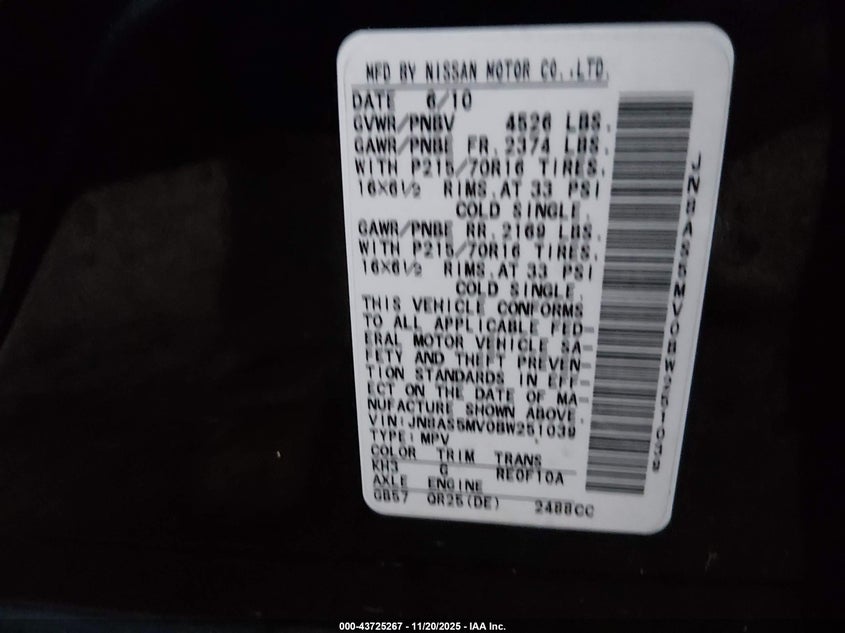 MFD BY NISSAN MOTOR CO.,LTD.
DATE 6/10
GVWR/PNBV 4526 LBS.
GAWR/PNBE FR. 2374 LBS.
WITH P215/70R16 TIRES.
16X6½ RIMS.AT 33 PSI
COLD SINGLE.
GAWR/PNBE RR. 2169 LBS.
WITH P215/70R16 TIRES.
16X6½ RIMS.AT 33 PSI
COLD SINGLE.
THIS VEHICLE CONFORMS
TO ALL APPLICABLE FED-
ERAL MOTOR VEHICLE SA-
FETY AND THEFT PREVEN-
TION STANDARDS IN EFF-
ECT ON THE DATE OF MA-
NUFACTURE SHOWN ABOVE.
VIN:JN8AS5MV0BW251039
TYPE:MPV
COLOR TRIM TRANS
KH3 G RE0F10A
AXLE ENGINE
GB57 QR25(DE) 2488CC
JN8AS5MV0BW251039
000-43725267 - 11/20/2025 - IAA Inc.